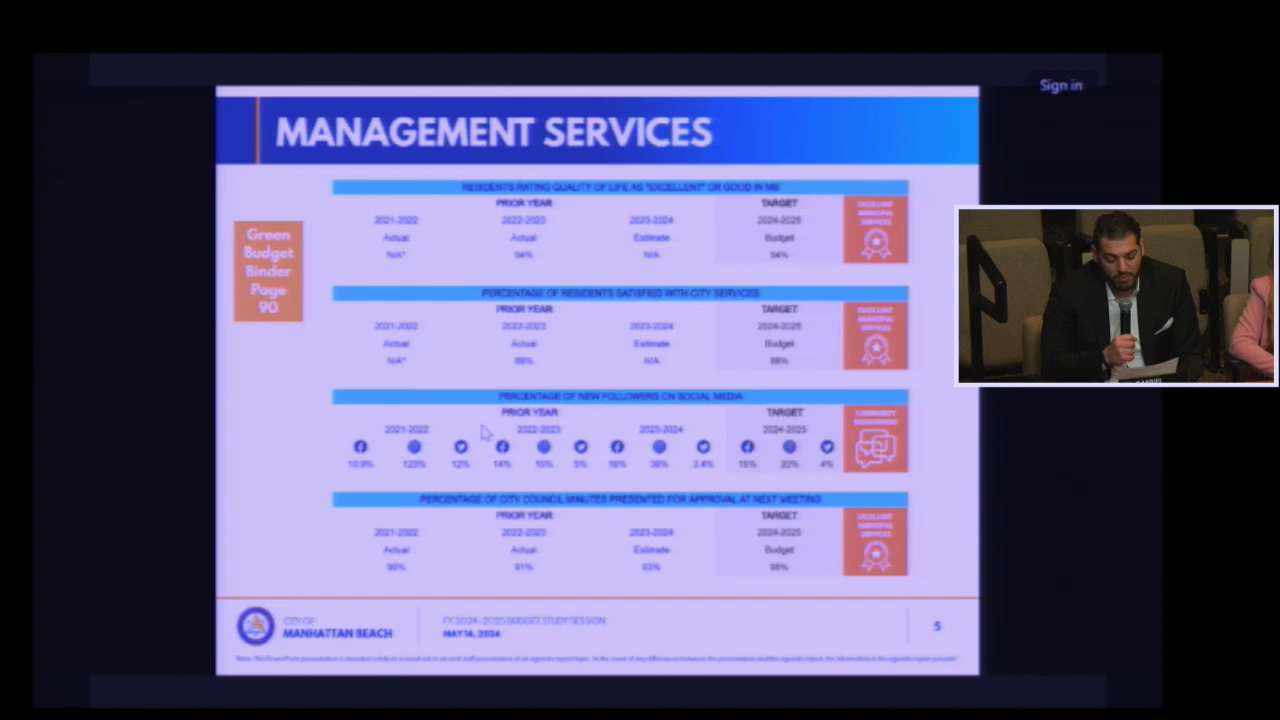 Sign in
MANAGEMENT SERVICES
Green
Budget
Binder
Page
90
RESIDENTS RATING QUALITY OF LIFE AS "EXCELLENT" OR GOOD IN MB
PRIOR YEAR TARGET
2021-2022 2022-2023 2023-2024 2024-2025
Actual Actual Estimate Budget
N/A* 94% N/A 94%
EXCELLENT
MUNICIPAL
SERVICES
PERCENTAGE OF RESIDENTS SATISFIED WITH CITY SERVICES
PRIOR YEAR TARGET
2021-2022 2022-2023 2023-2024 2024-2025
Actual Actual Estimate Budget
N/A* N/A
EXCELLENT
MUNICIPAL
SERVICES
PERCENTAGE OF NEW FOLLOWERS ON SOCIAL MEDIA
PRIOR YEAR TARGET
2021-2022 2022-2023 2023-2024 2024-2025
10.9% 123% 12% 14% 15% 5% 16% 38% 3.4% 15% 20% 4%
COMMUNITY
ENGAGEMENT
PERCENTAGE OF CITY COUNCIL MINUTES PRESENTED FOR APPROVAL AT NEXT MEETING
PRIOR YEAR TARGET
2021-2022 2022-2023 2023-2024 2024-2025
Actual Actual Estimate Budget
90% 91% 93% 95%
EXCELLENT
MUNICIPAL
SERVICES
CITY OF
MANHATTAN BEACH
FY 2024-2025 BUDGET STUDY SESSION
MAY 14, 2024
5